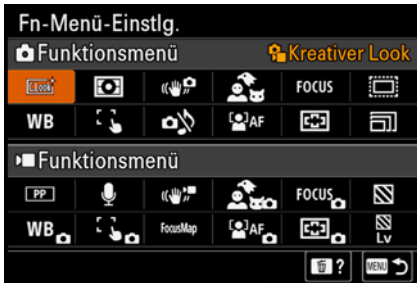 Fn-Menü-Einstlg.
Funktionsmenü Kreativer Look
FOCUS
WB AF
Funktionsmenü
PP FOCUS
WB FocusMap AF Lv
? MENU